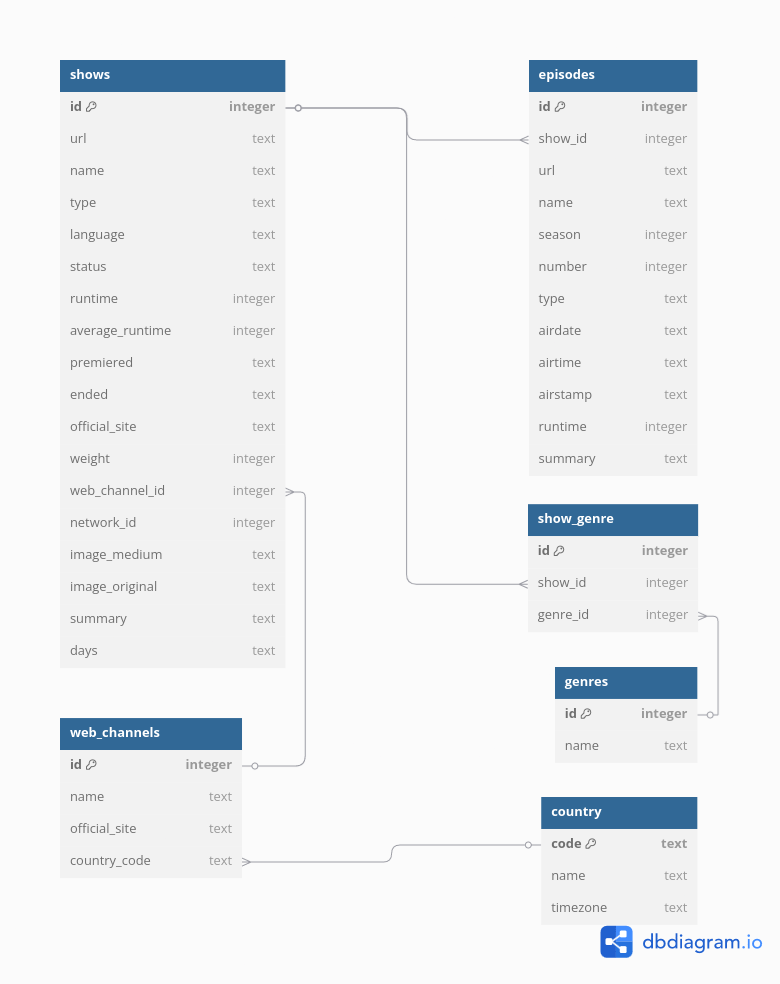 shows
id integer
url text
name text
type text
language text
status text
runtime integer
average_runtime integer
premiered text
ended text
official_site text
weight integer
web_channel_id integer
network_id integer
image_medium text
image_original text
summary text
days text
web_channels
id integer
name text
official_site text
country_code text
episodes
id integer
show_id integer
url text
name text
season integer
number integer
type text
airdate text
airtime text
airstamp text
runtime integer
summary text
show_genre
id integer
show_id integer
genre_id integer
genres
id integer
name text
country
code text
name text
timezone text
dbdiagram.io